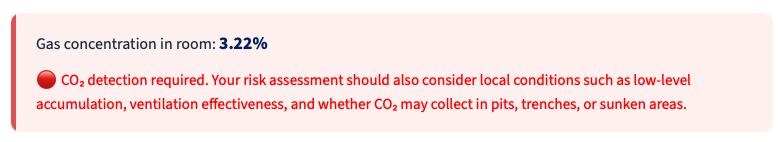 Gas concentration in room: 3.22%
🔴 CO₂ detection required. Your risk assessment should also consider local conditions such as low-level
accumulation, ventilation effectiveness, and whether CO₂ may collect in pits, trenches, or sunken areas.